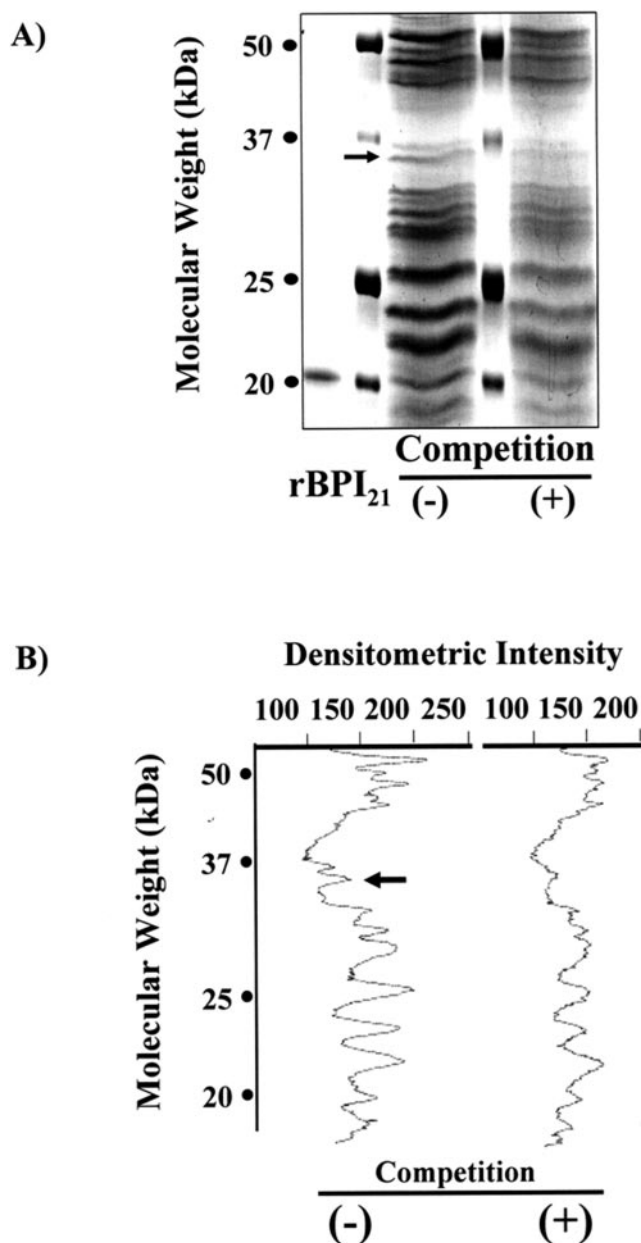 A)
Molecular Weight (kDa)
50
37
25
20
rBPI21
Competition
(-)
(+)
B)
Densitometric Intensity
100 150 200 250 100 150 200
Molecular Weight (kDa)
50
37
25
20
Competition
(-)
(+)